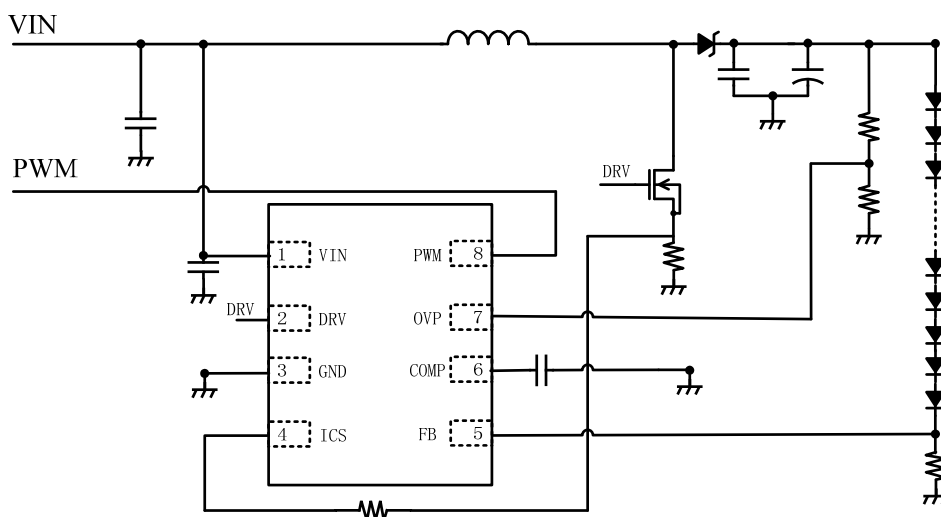 VIN
PWM
DRV
1 VIN PWM 8
DRV
2 DRV OVP 7
3 GND COMP 6
4 ICS FB 5